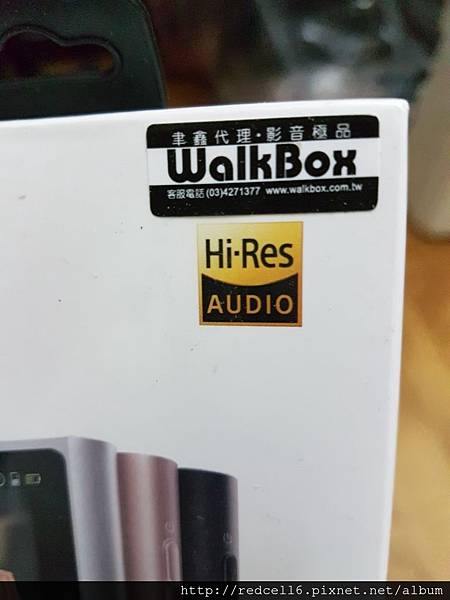 聿鑫代理·影音極品
WalkBox
客服電話 (03)4271377 www.walkbox.com.tw
Hi-Res
AUDIO
http://redcell6.pixnet.net/album